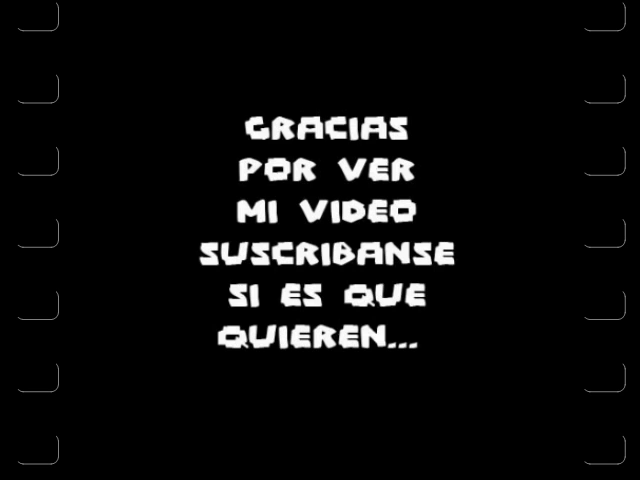 GRACIAS
POR VER
MI VIDEO
SUSCRIBANSE
SI ES QUE
QUIEREN...